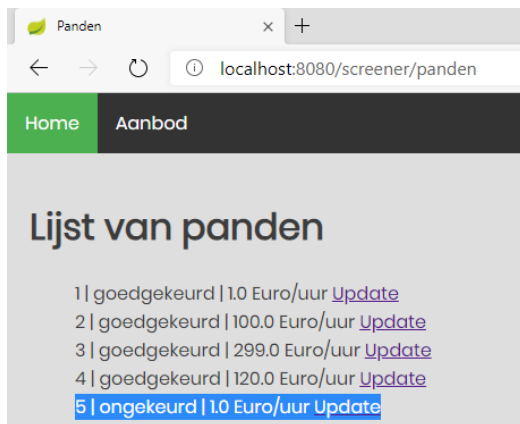 Panden
localhost:8080/screener/panden
Home Aanbod
Lijst van panden
1 | goedgekeurd | 1.0 Euro/uur Update
2 | goedgekeurd | 100.0 Euro/uur Update
3 | goedgekeurd | 299.0 Euro/uur Update
4 | goedgekeurd | 120.0 Euro/uur Update
5 | ongekeurd | 1.0 Euro/uur Update